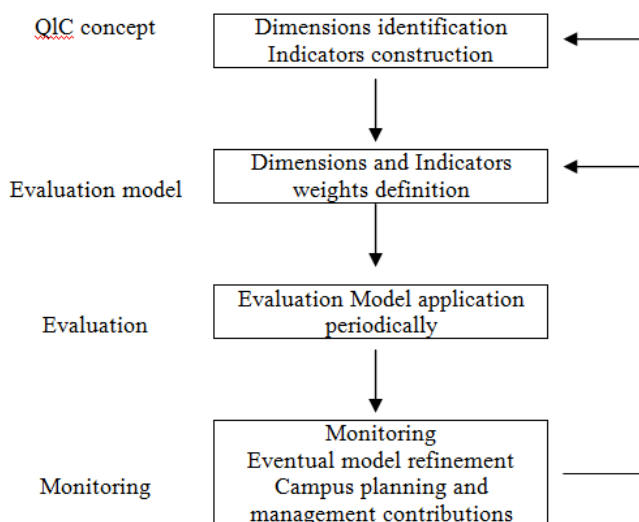 QlC concept
Dimensions identification
Indicators construction
Evaluation model
Dimensions and Indicators
weights definition
Evaluation
Evaluation Model application
periodically
Monitoring
Monitoring
Eventual model refinement
Campus planning and
management contributions